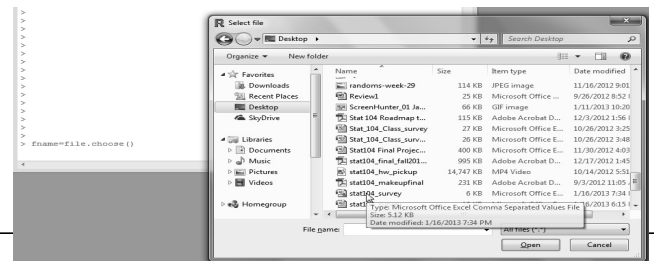 R Select file
Desktop
Search Desktop
Organize
New folder
> fname=file.choose()
Favorites
Downloads
Recent Places
Desktop
SkyDrive
Libraries
Documents
Music
Pictures
Videos
Homegroup
Name Size Item type Date modified
randoms-week-29 114 KB JPEG image 11/16/2012 9:01
Review1 25 KB Microsoft Office ... 9/26/2012 8:52
ScreenHunter_01 Ja... 66 KB GIF image 1/11/2013 10:20
Stat 104 Roadmap t... 115 KB Adobe Acrobat D... 12/3/2012 1:56
Stat_104_Class_survey 27 KB Microsoft Office E... 10/26/2012 3:25
Stat_104_Class_surv... 26 KB Microsoft Office E... 10/26/2012 3:48
Stat104 Final Projec... 400 KB Microsoft Office E... 11/30/2012 4:03
stat104_final_fall201... 995 KB Adobe Acrobat D... 12/17/2012 1:45
stat104_hw_pickup 14,747 KB MP4 Video 10/14/2012 5:51
stat104_makeupfinal 231 KB Adobe Acrobat D... 9/3/2012 11:05
stat104_survey 6 KB Microsoft Office E... 1/16/2013 7:34
Type: Microsoft Office Excel Comma Separated Values File
Size: 5.12 KB
Date modified: 1/16/2013 7:34 PM
File name:
All files (*.*)
Open
Cancel